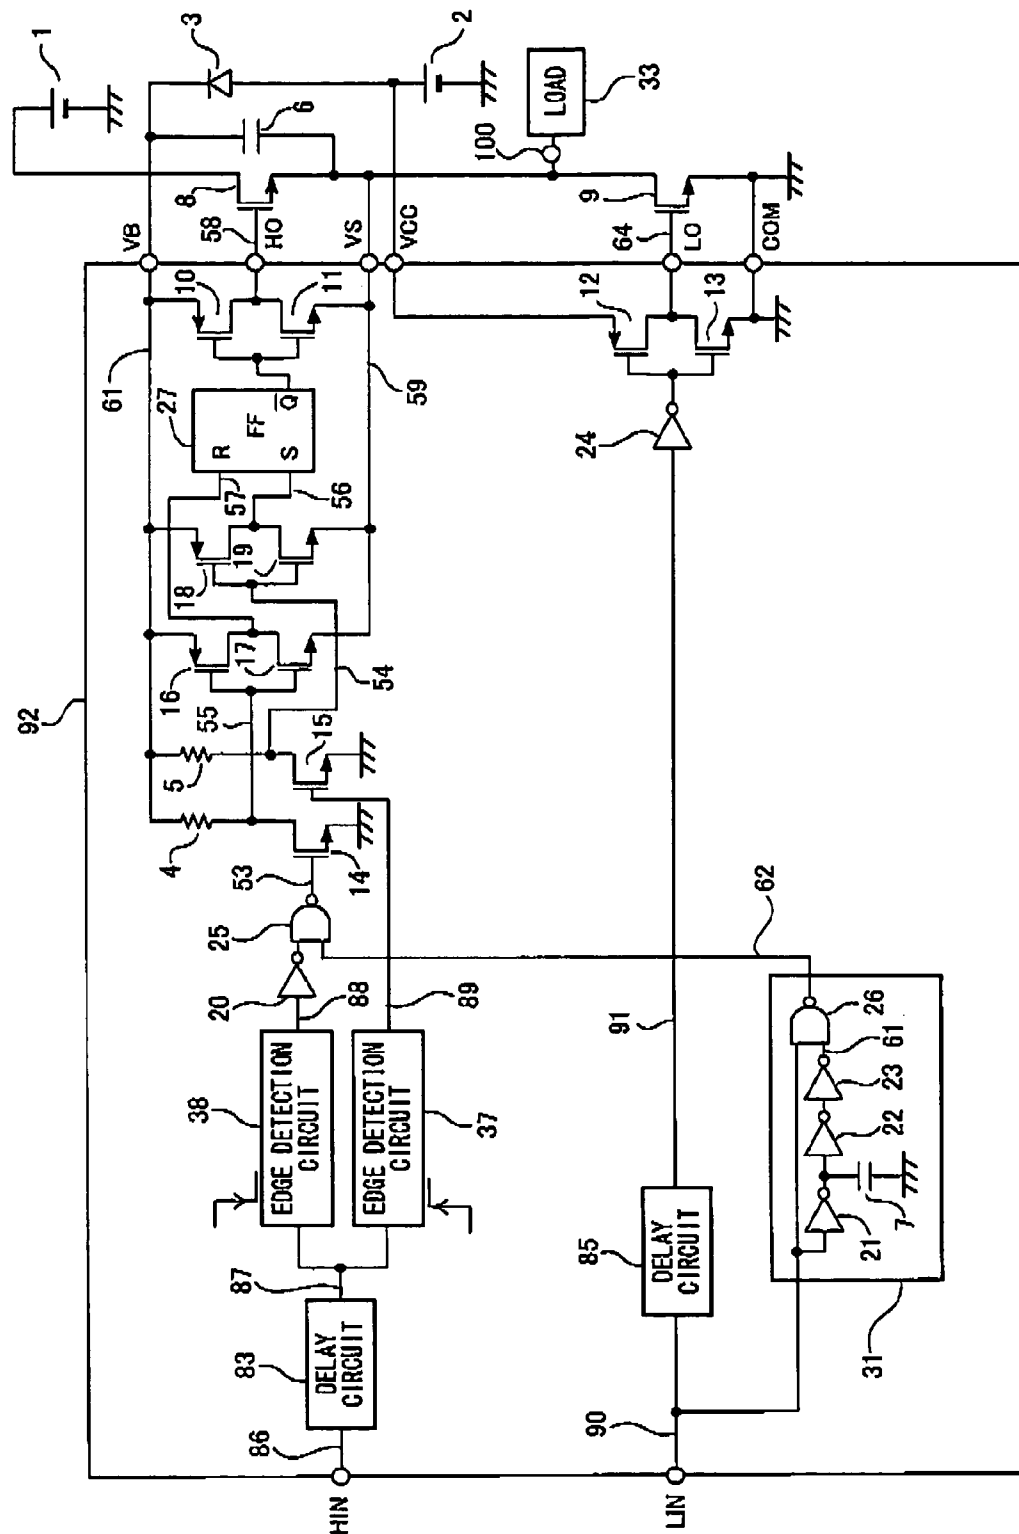 92
HIN
86
83
DELAY
CIRCUIT
87
38
EDGE DETECTION
CIRCUIT
EDGE DETECTION
CIRCUIT
37
88
89
20
25
53
4
5
14
15
55
54
16
17
18
19
57
56
27
R
S
FF
Q
61
59
10
11
VB
58
HO
VS
VCC
8
6
3
1
2
100
LOAD
33
LIN
90
85
DELAY
CIRCUIT
91
24
12
13
64
LO
9
COM
31
21
7
22
23
61
26
62